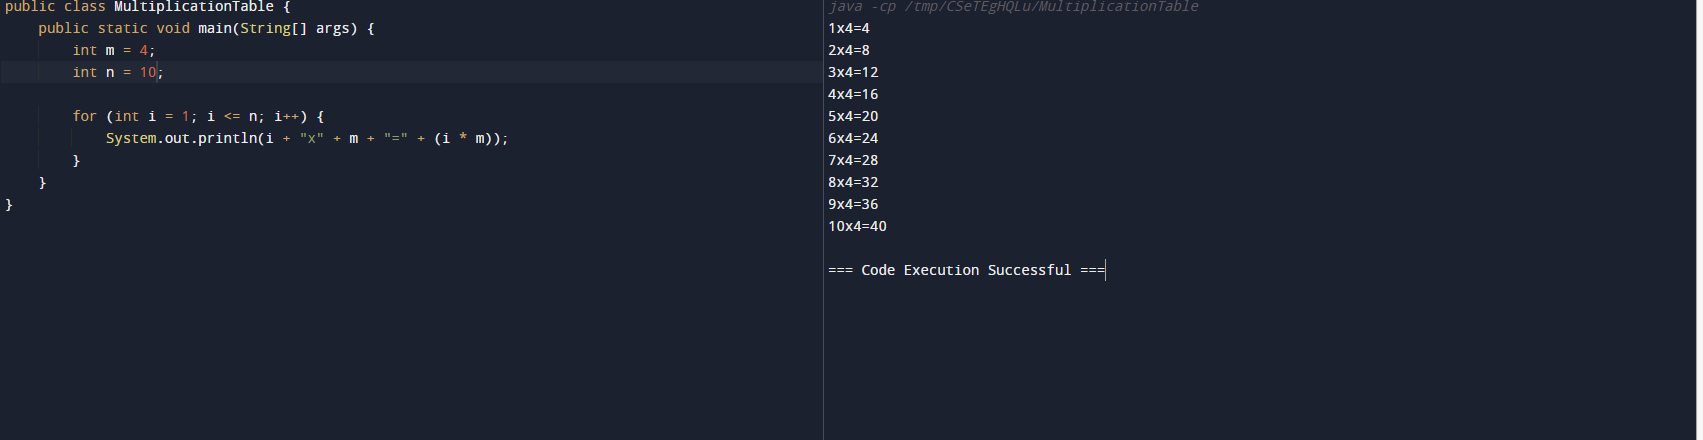 public class MultiplicationTable {
    public static void main(String[] args) {
        int m = 4;
        int n = 10;
        for (int i = 1; i <= n; i++) {
            System.out.println(i + "x" + m + "=" + (i * m));
        }
    }
}
java -cp /tmp/CSeTEgHQLu/MultiplicationTable
1x4=4
2x4=8
3x4=12
4x4=16
5x4=20
6x4=24
7x4=28
8x4=32
9x4=36
10x4=40
=== Code Execution Successful ===